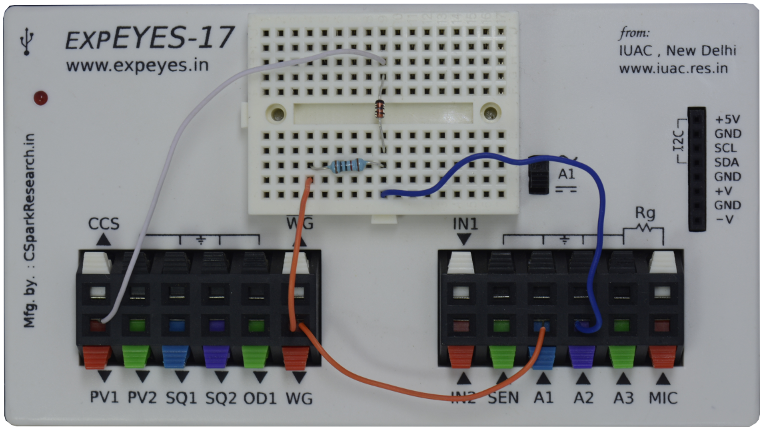 EXPEYES-17
www.expeyes.in
from:
IUAC , New Delhi
www.iuac.res.in
Mfg. by. : CSparkResearch.in
I2C
+5V
GND
SCL
SDA
GND
+V
GND
-V
A1
CCS
WG
IN1
Rg
PV1 PV2 SQ1 SQ2 OD1 WG
IN2 SEN A1 A2 A3 MIC